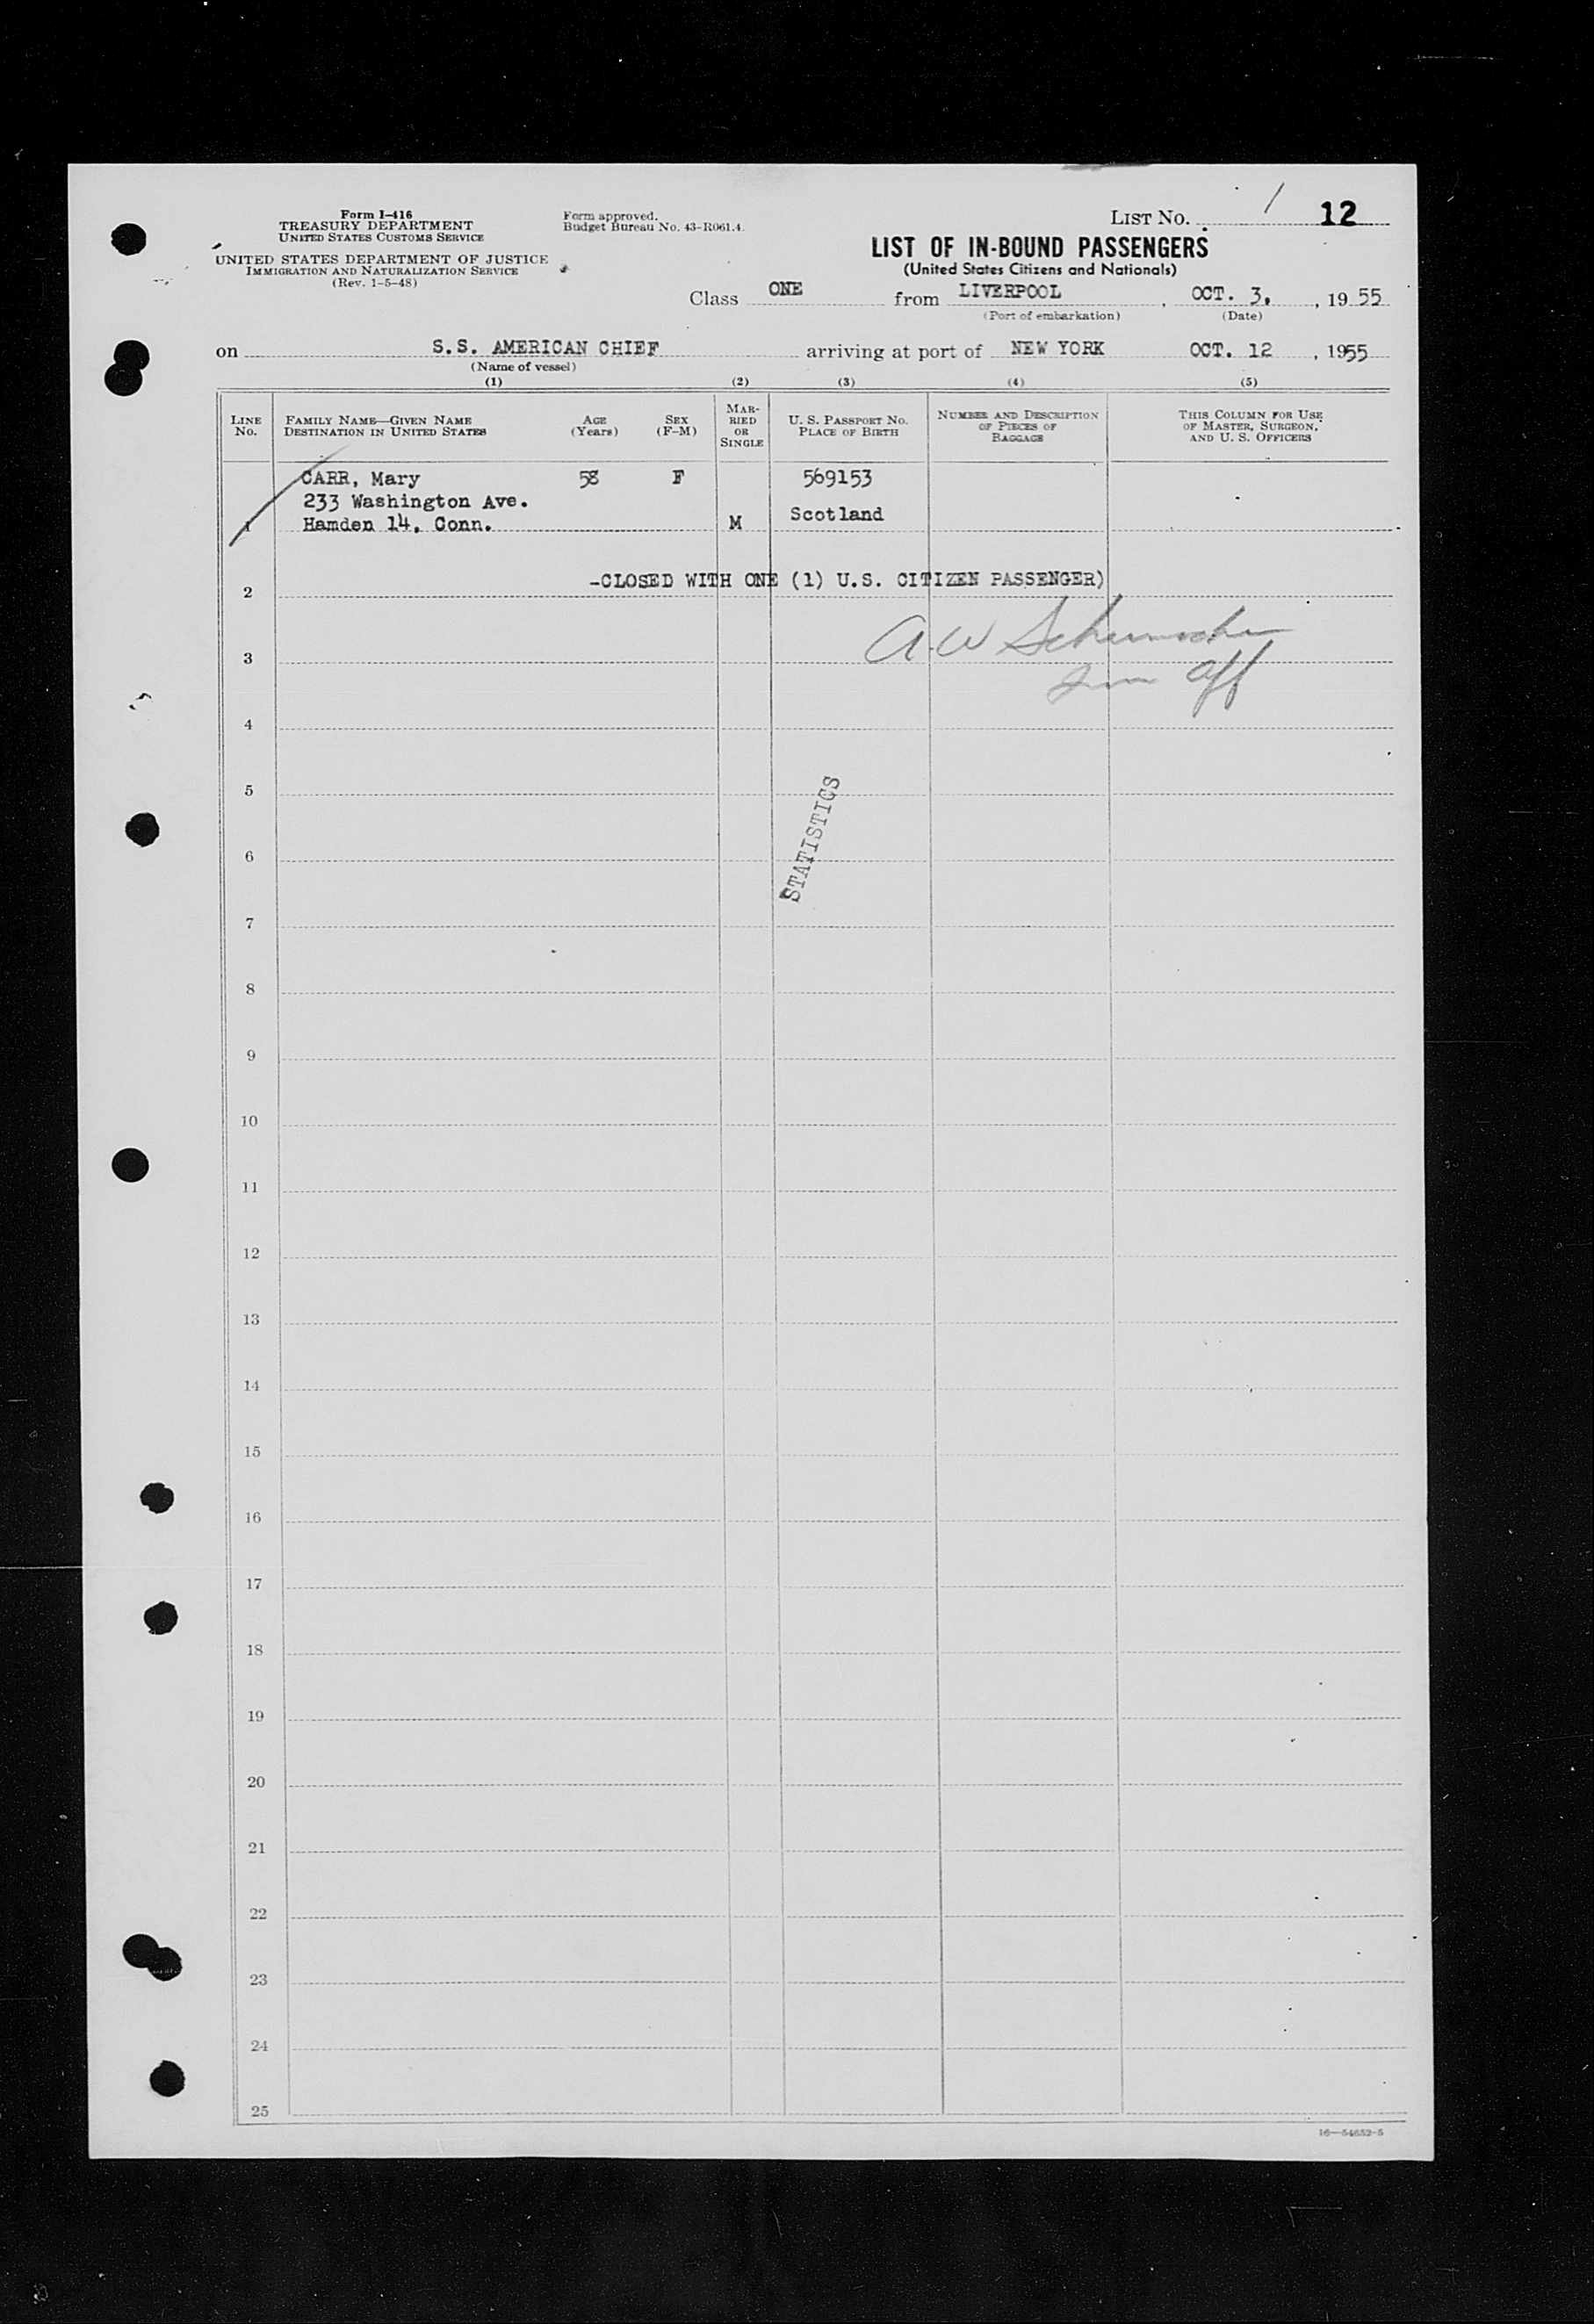 Form I-416
TREASURY DEPARTMENT
UNITED STATES CUSTOMS SERVICE
UNITED STATES DEPARTMENT OF JUSTICE
IMMIGRATION AND NATURALIZATION SERVICE
(Rev. 1-5-48)
Form approved.
Budget Bureau No. 43-R061.4.
LIST NO. 1 12
LIST OF IN-BOUND PASSENGERS
(United States Citizens and Nationals)
Class ONE from LIVERPOOL, OCT. 3, , 1955
(Port of embarkation) (Date)
on S.S. AMERICAN CHIEF arriving at port of NEW YORK OCT. 12, 1955
(Name of vessel)
(1) (2) (3) (4) (5)
LINE NO.
FAMILY NAME—GIVEN NAME
DESTINATION IN UNITED STATES
AGE (Years)
SEX (F-M)
MARRIED OR SINGLE
U. S. PASSPORT NO.
PLACE OF BIRTH
NUMBER AND DESCRIPTION OF PIECES OF BAGGAGE
THIS COLUMN FOR USE OF MASTER, SURGEON, AND U. S. OFFICERS
CARR, Mary 58 F 569153
233 Washington Ave.
1 Hamden 14, Conn. M Scotland
2 -CLOSED WITH ONE (1) U.S. CITIZEN PASSENGER)
A.W Schumacher
3
Imm Off
4
5
STATISTICS
6
7
8
9
10
11
12
13
14
15
16
17
18
19
20
21
22
23
24
25
16—54652-5